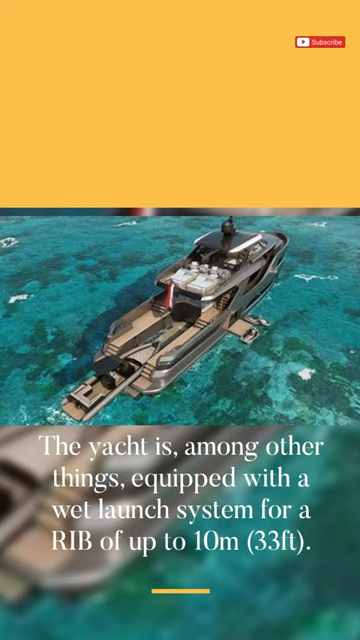 Subscribe
The yacht is, among other
things, equipped with a
wet launch system for a
RIB of up to 10m (33ft).